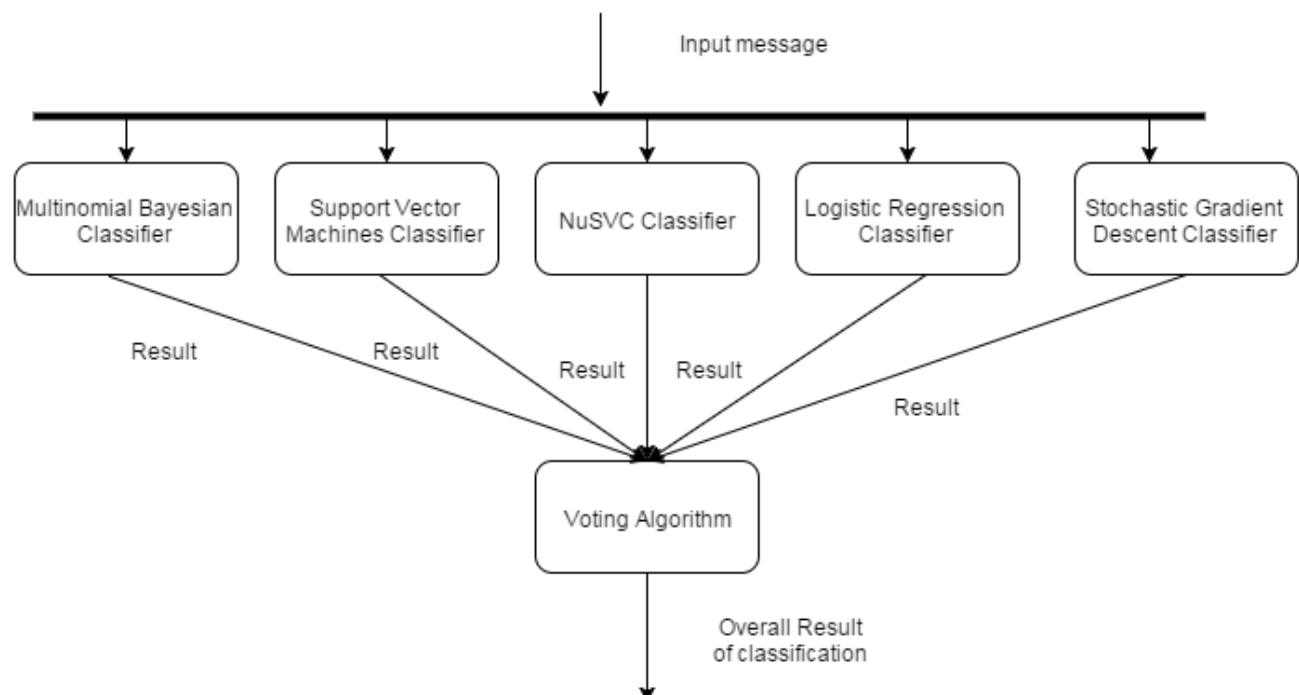 Input message
Multinomial Bayesian
Classifier
Support Vector
Machines Classifier
NuSVC Classifier
Logistic Regression
Classifier
Stochastic Gradient
Descent Classifier
Result
Result
Result
Result
Result
Voting Algorithm
Overall Result
of classification